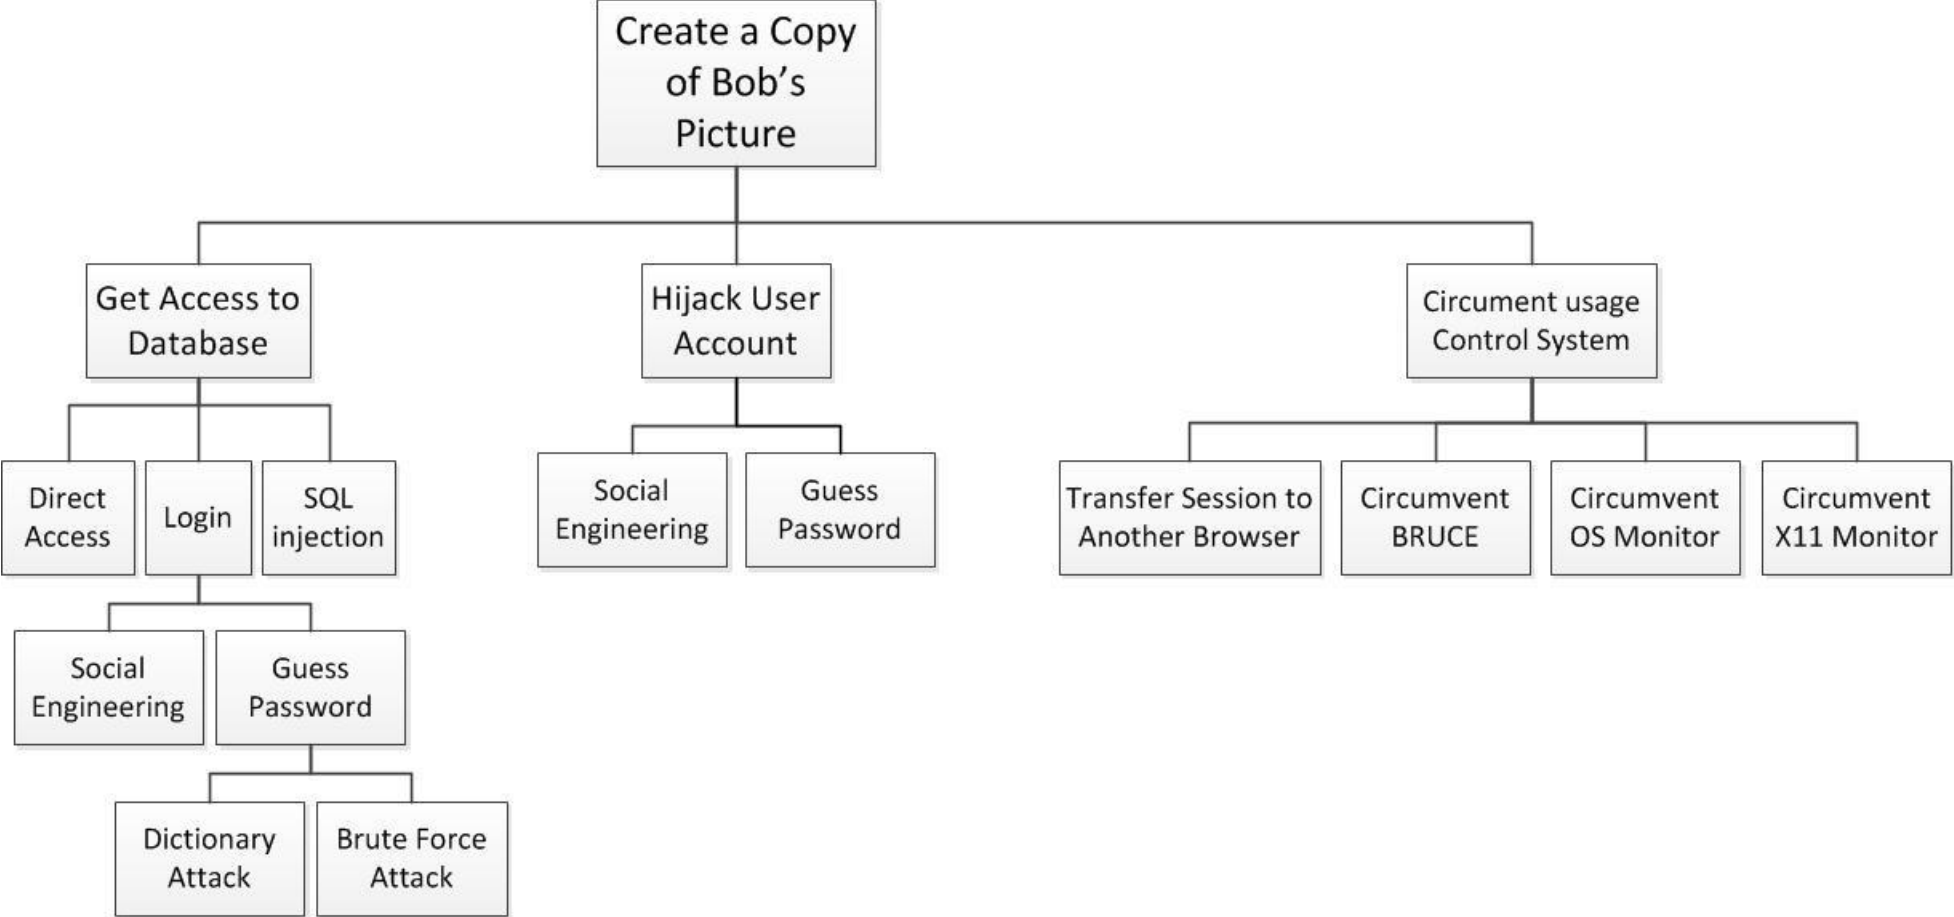 Create a Copy
of Bob’s
Picture
Get Access to
Database
Hijack User
Account
Circument usage
Control System
Direct
Access
Login
SQL
injection
Social
Engineering
Guess
Password
Transfer Session to
Another Browser
Circumvent
BRUCE
Circumvent
OS Monitor
Circumvent
X11 Monitor
Social
Engineering
Guess
Password
Dictionary
Attack
Brute Force
Attack